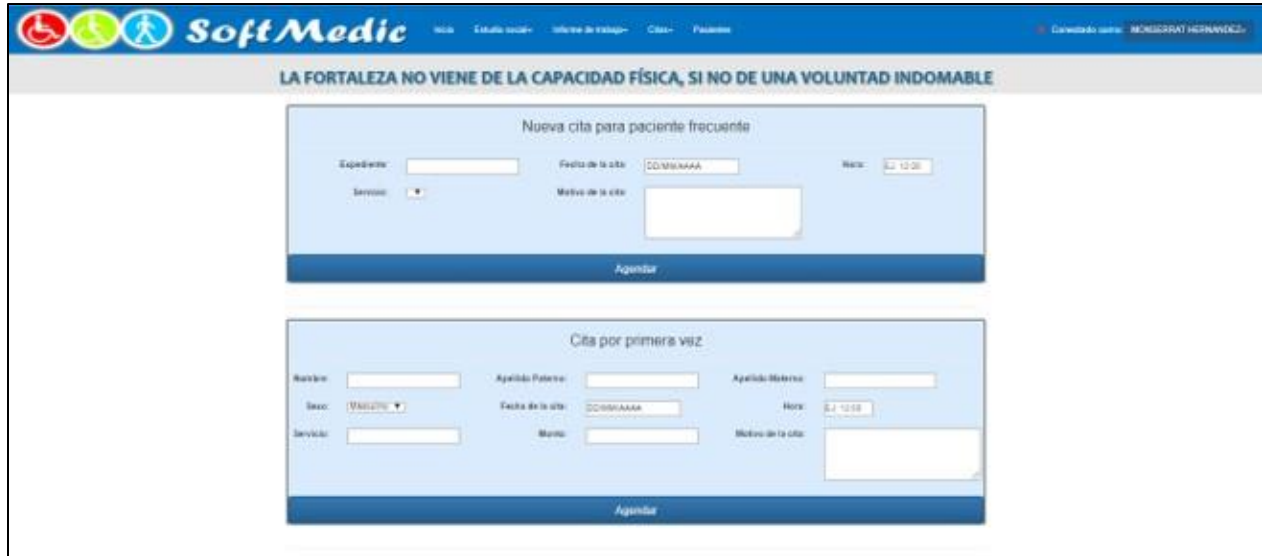 SoftMedic Inicio Estudio social Informe de trabajo Citas Pacientes Conectado como: MONSERRAT HERNANDEZ
LA FORTALEZA NO VIENE DE LA CAPACIDAD FÍSICA, SI NO DE UNA VOLUNTAD INDOMABLE
Nueva cita para paciente frecuente
Expediente: Fecha de la cita: DD/MM/AAAA Hora: EJ: 12:00
Servicio: Motivo de la cita:
Agendar
Cita por primera vez
Nombre: Apellido Paterno: Apellido Materno:
Sexo: Masculino Fecha de la cita: DD/MM/AAAA Hora: EJ: 12:00
Servicio: Monto: Motivo de la cita:
Agendar